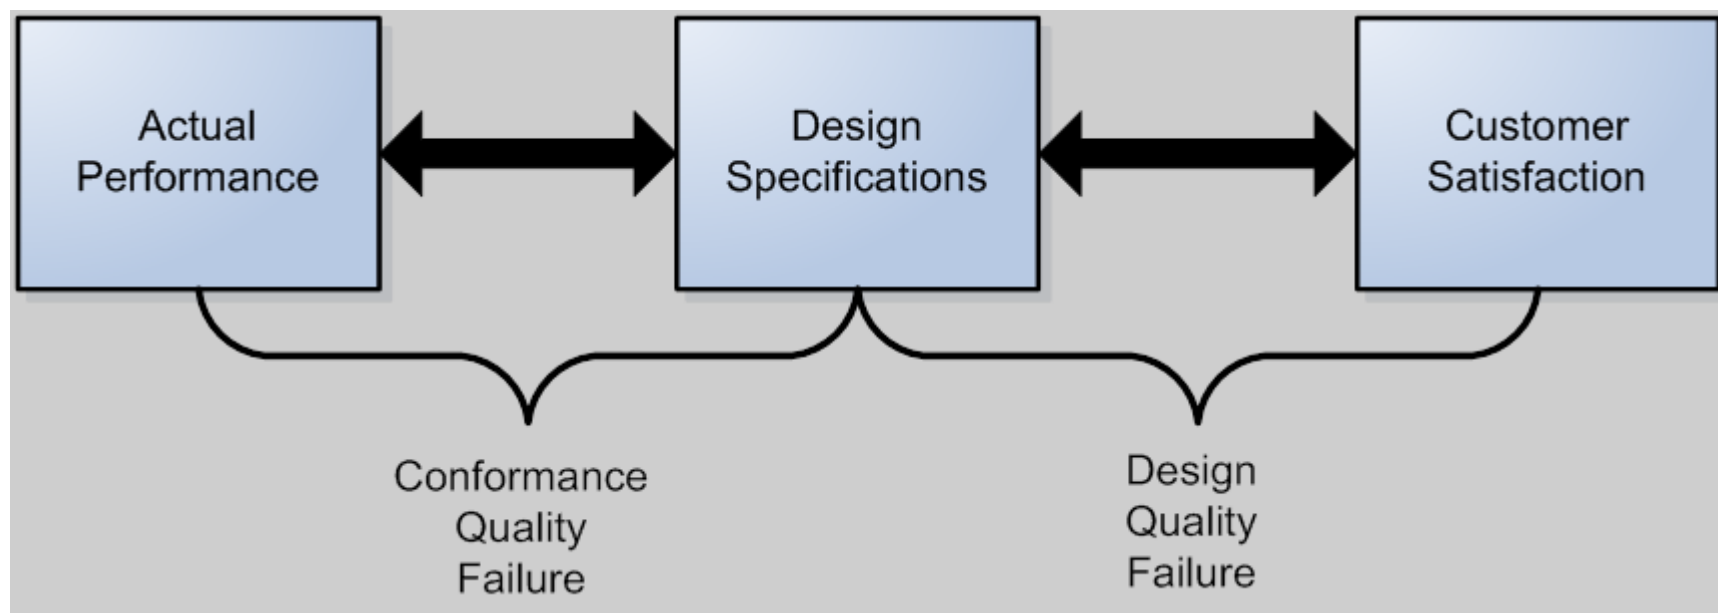 Actual
Performance
Design
Specifications
Customer
Satisfaction
Conformance
Quality
Failure
Design
Quality
Failure